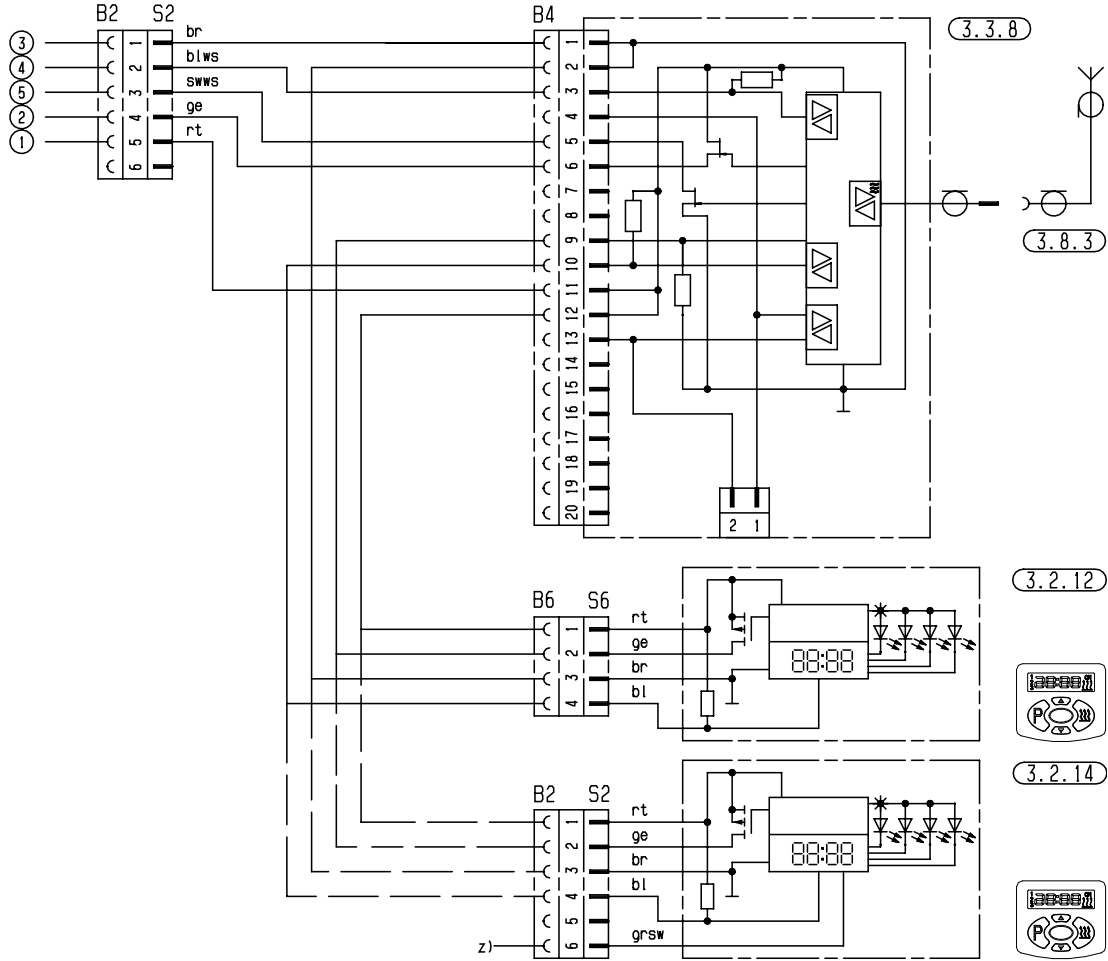 B2 S2
3 1 br
4 2 blws
5 3 swws
2 4 ge
1 5 rt
6
B4
1
2
3
4
5
6
7
8
9
10
11
12
13
14
15
16
17
18
19
20
2 1
3.3.8
3.8.3
B6 S6
1 rt
2 ge
3 br
4 bl
88:88
3.2.12
88:88
P
B2 S2
1 rt
2 ge
3 br
4 bl
5
z) 6 grsw
88:88
3.2.14
88:88
P